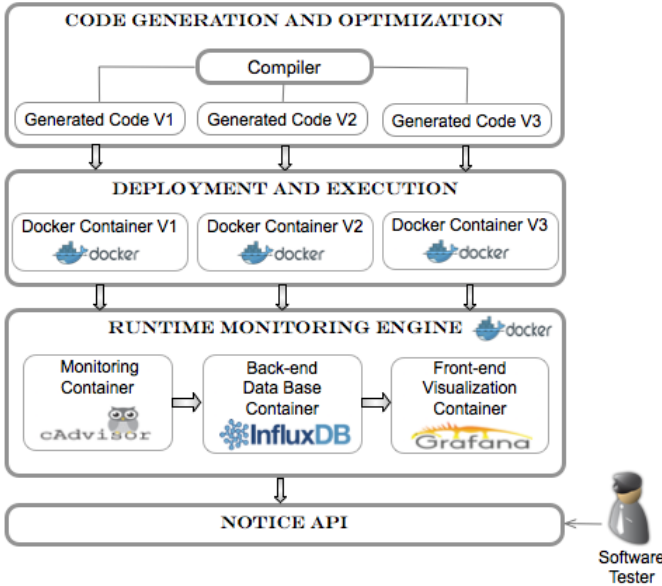 CODE GENERATION AND OPTIMIZATION
Compiler
Generated Code V1
Generated Code V2
Generated Code V3
DEPLOYMENT AND EXECUTION
Docker Container V1
docker
Docker Container V2
docker
Docker Container V3
docker
RUNTIME MONITORING ENGINE
docker
Monitoring
Container
cAdvisor
Back-end
Data Base
Container
InfluxDB
Front-end
Visualization
Container
Grafana
NOTICE API
Software
Tester